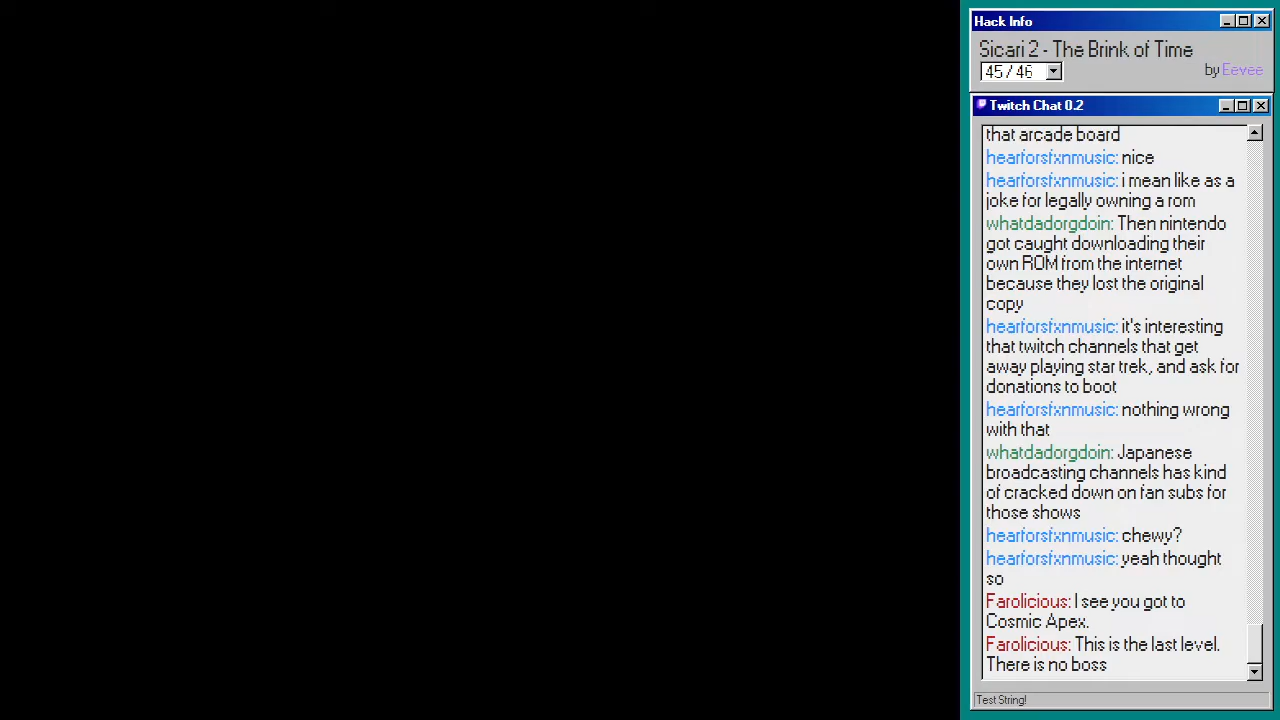 Hack Info
Sicari 2 - The Brink of Time
45/46
by Eevee
Twitch Chat 0.2
that arcade board
hearforsfxnmusic: nice
hearforsfxnmusic: i mean like as a
joke for legally owning a rom
whatdadorgdoin: Then nintendo
got caught downloading their
own ROM from the internet
because they lost the original
copy
hearforsfxnmusic: it's interesting
that twitch channels that get
away playing star trek, and ask for
donations to boot
hearforsfxnmusic: nothing wrong
with that
whatdadorgdoin: Japanese
broadcasting channels has kind
of cracked down on fan subs for
those shows
hearforsfxnmusic: chewy?
hearforsfxnmusic: yeah thought
so
Farolicious: I see you got to
Cosmic Apex.
Farolicious: This is the last level.
There is no boss
Test String!